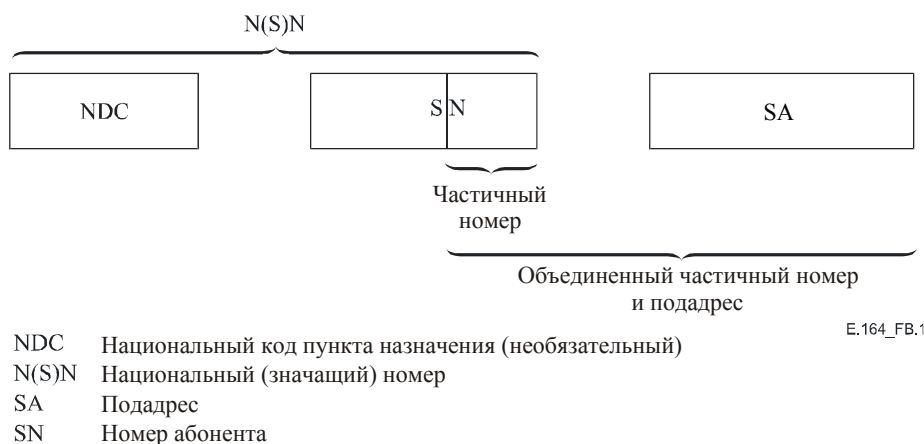 N(S)N
NDC
SN
SA
Частичный
номер
Объединенный частичный номер
и подадрес
E.164_FB.1
NDC Национальный код пункта назначения (необязательный)
N(S)N Национальный (значащий) номер
SA Подадрес
SN Номер абонента